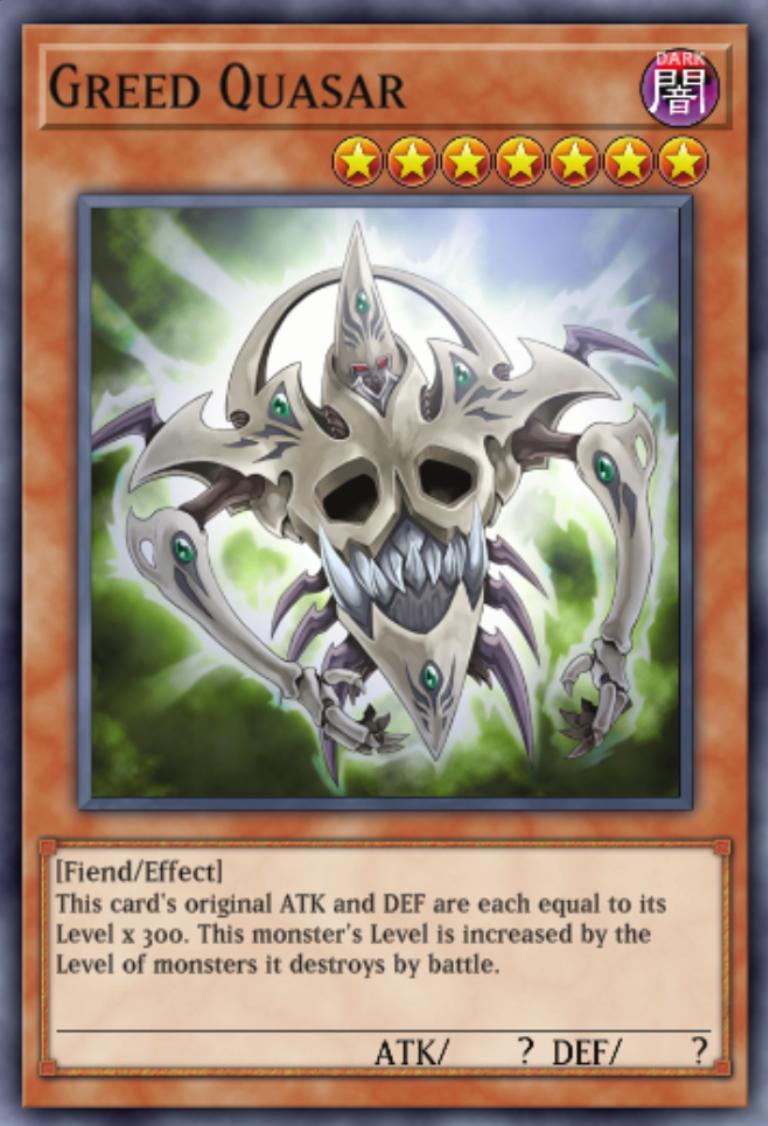 Greed Quasar
DARK
闇
[Fiend/Effect]
This card's original ATK and DEF are each equal to its
Level x 300. This monster's Level is increased by the
Level of monsters it destroys by battle.
ATK/ ? DEF/ ?